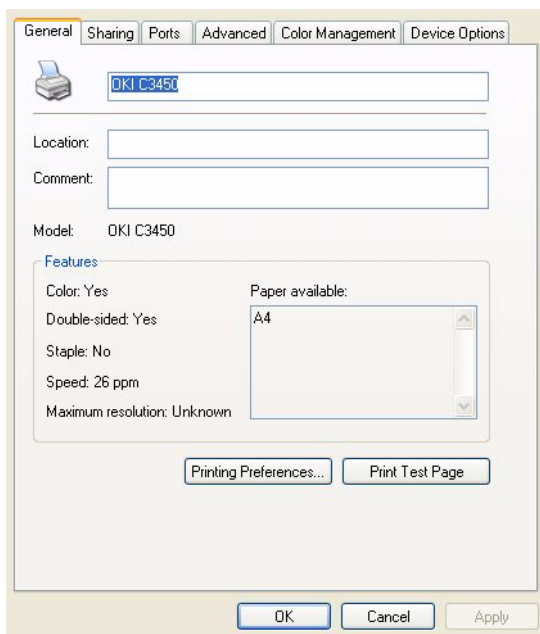 General Sharing Ports Advanced Color Management Device Options
OKI C3450
Location:
Comment:
Model: OKI C3450
Features
Color: Yes Paper available:
Double-sided: Yes A4
Staple: No
Speed: 26 ppm
Maximum resolution: Unknown
Printing Preferences... Print Test Page
OK Cancel Apply